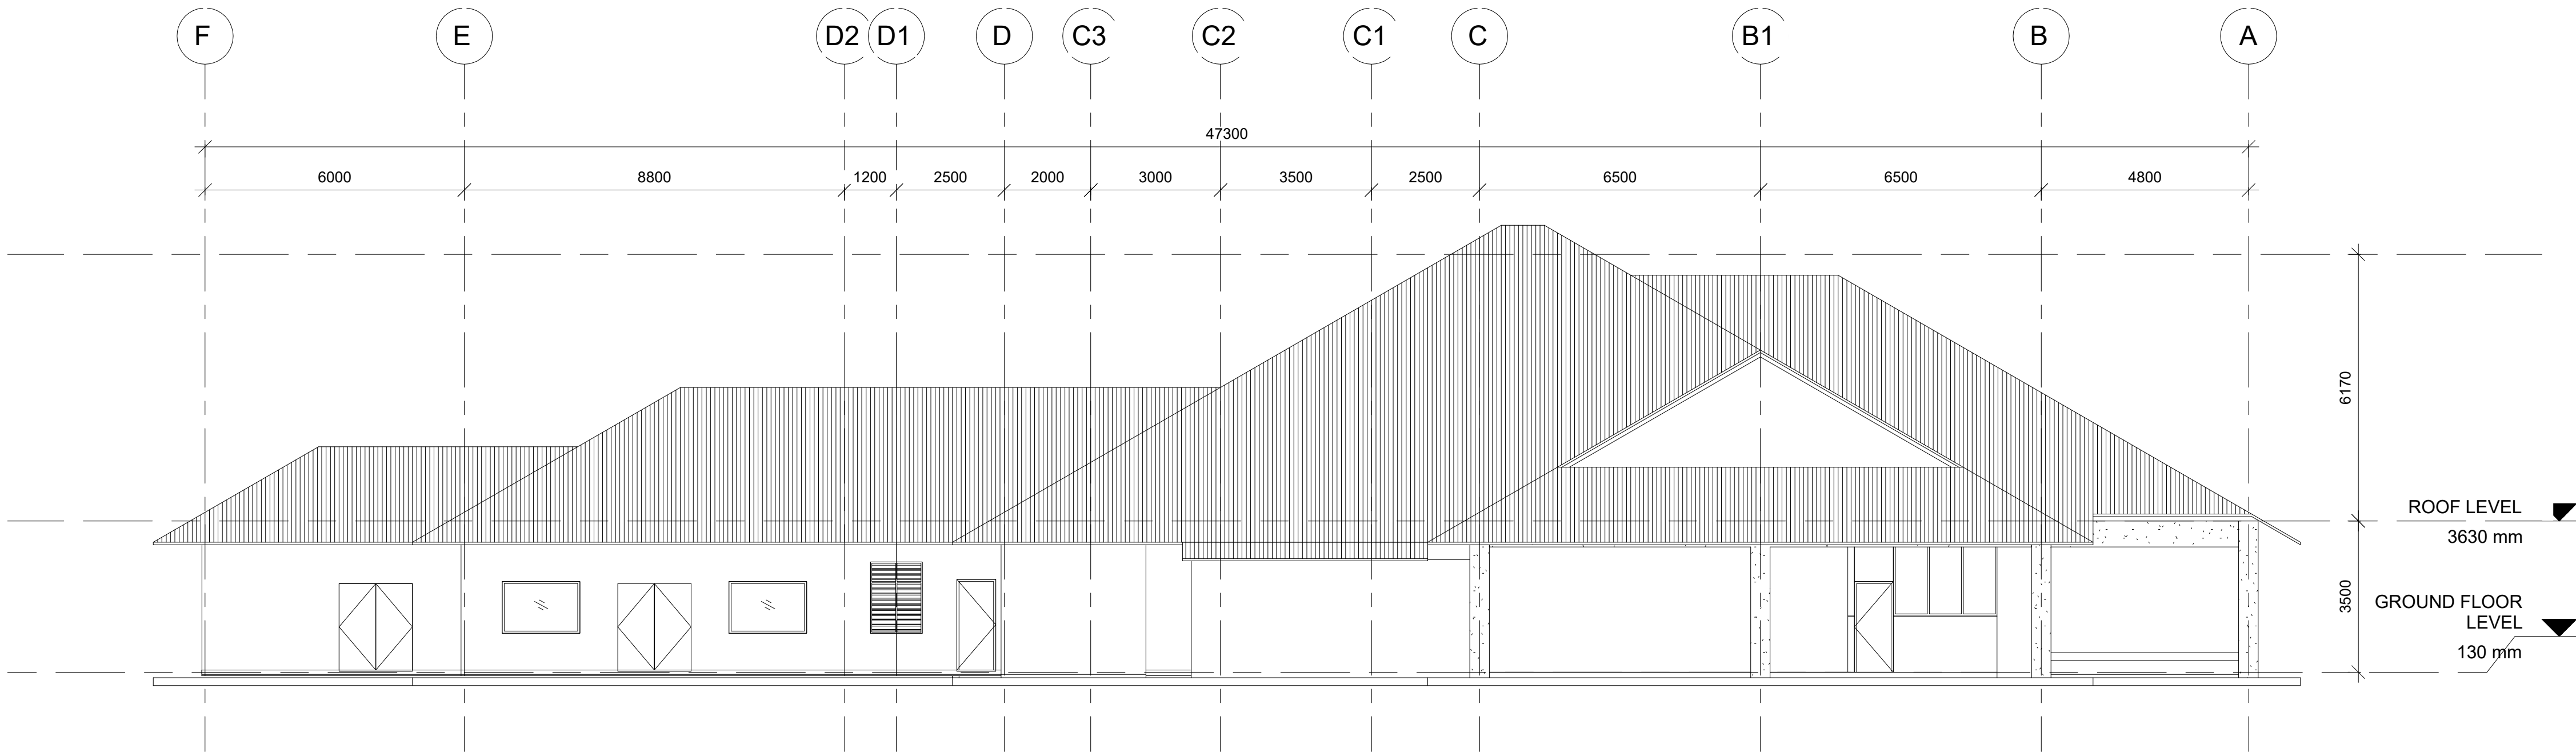 F E D2 D1 D C3 C2 C1 C B1 B A
47300
6000 8800 1200 2500 2000 3000 3500 2500 6500 6500 4800
6170
ROOF LEVEL
3630 mm
3500
GROUND FLOOR
LEVEL
130 mm